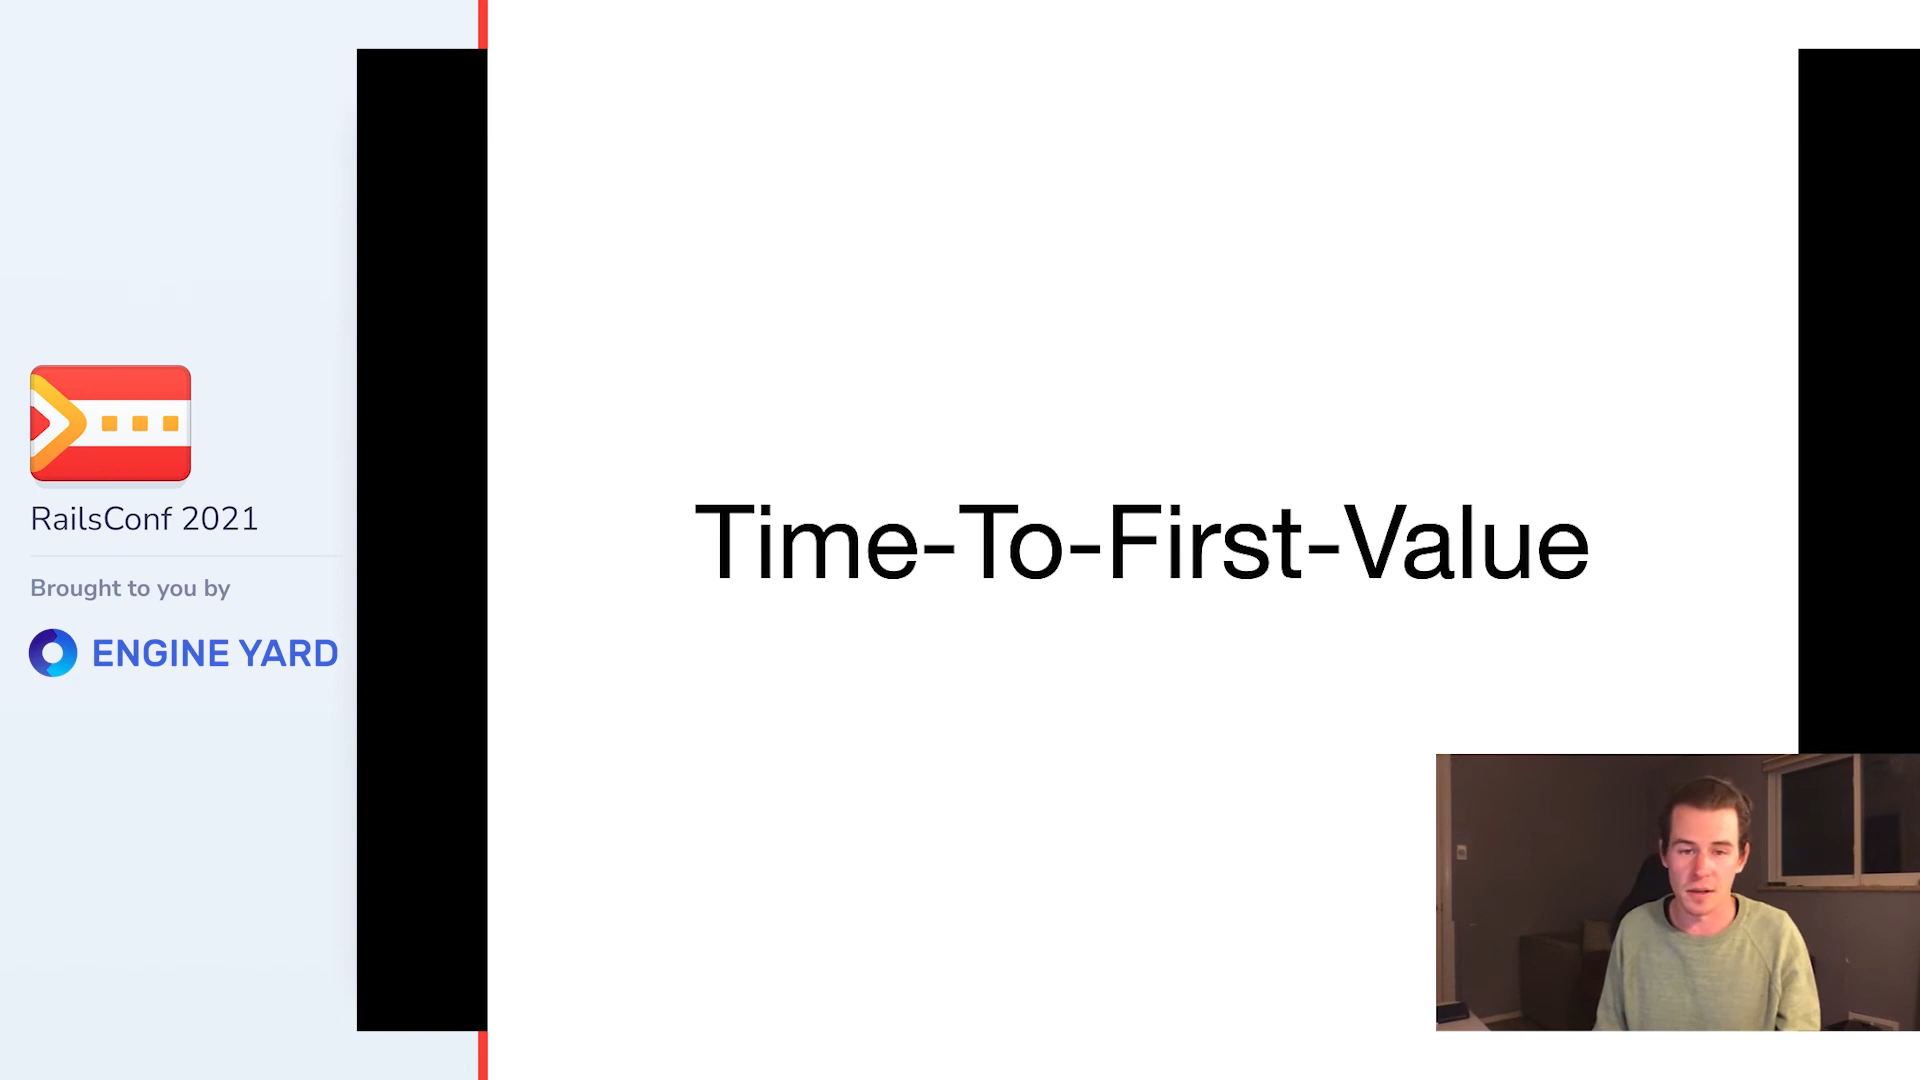 RailsConf 2021
Brought to you by
ENGINE YARD
Time-To-First-Value